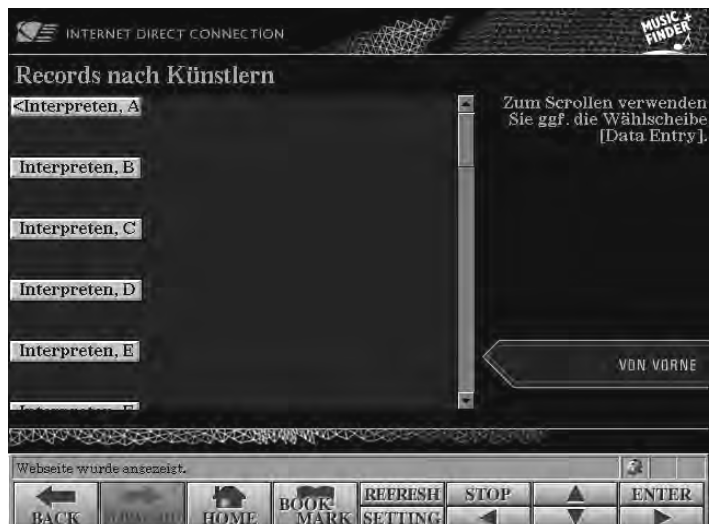 INTERNET DIRECT CONNECTION
MUSIC
FINDER
Records nach Künstlern
<Interpreten, A
Interpreten, B
Interpreten, C
Interpreten, D
Interpreten, E
Zum Scrollen verwenden
Sie ggf. die Wählscheibe
[Data Entry].
VON VORNE
Webseite wurde angezeigt.
BACK
HOME
BOOK-
MARK
REFRESH
SETTING
STOP
ENTER